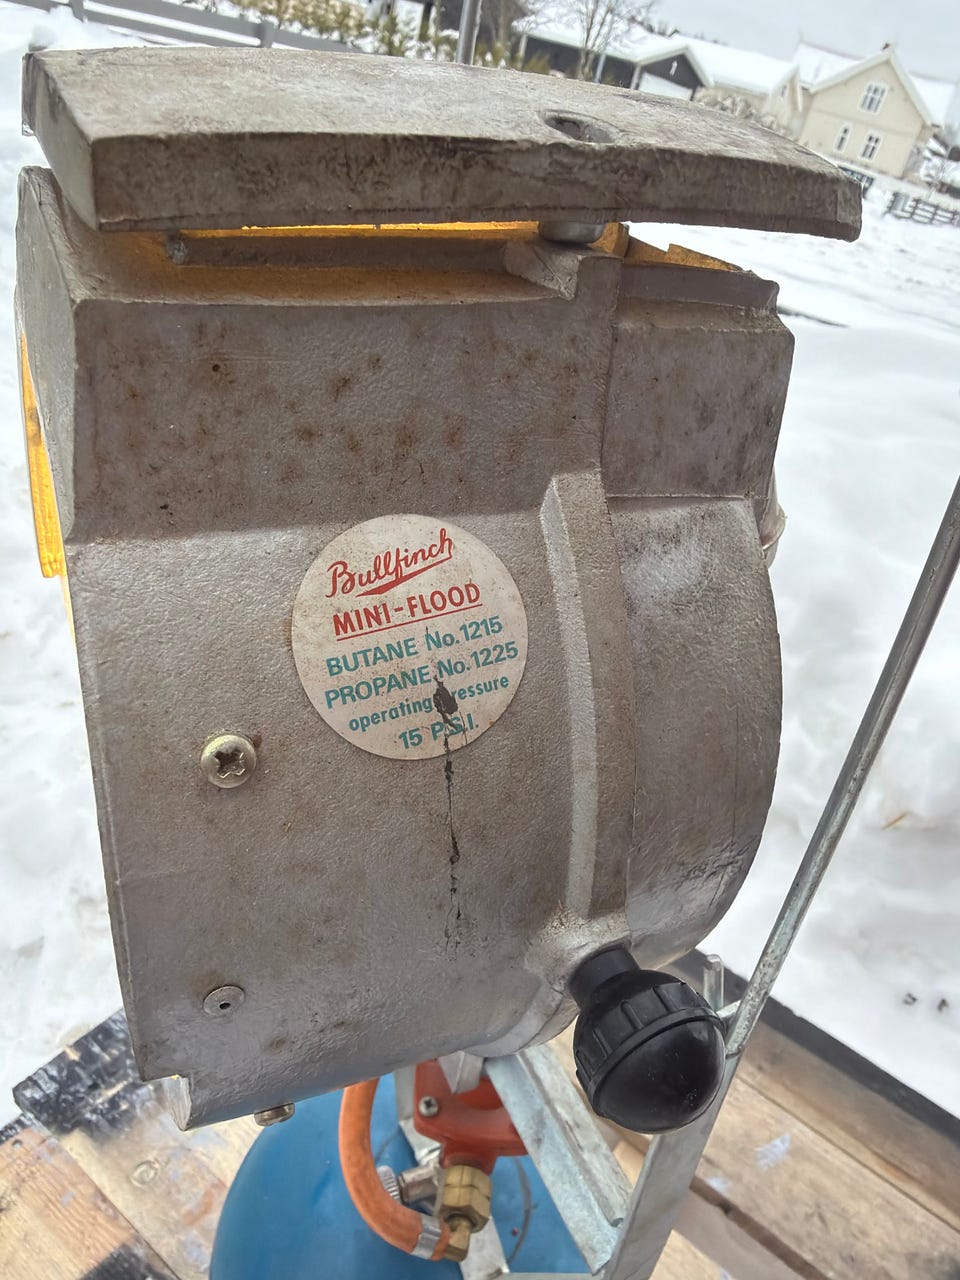 Bullfinch
MINI-FLOOD
BUTANE No. 1215
PROPANE No. 1225
operating pressure
15 P.S.I.